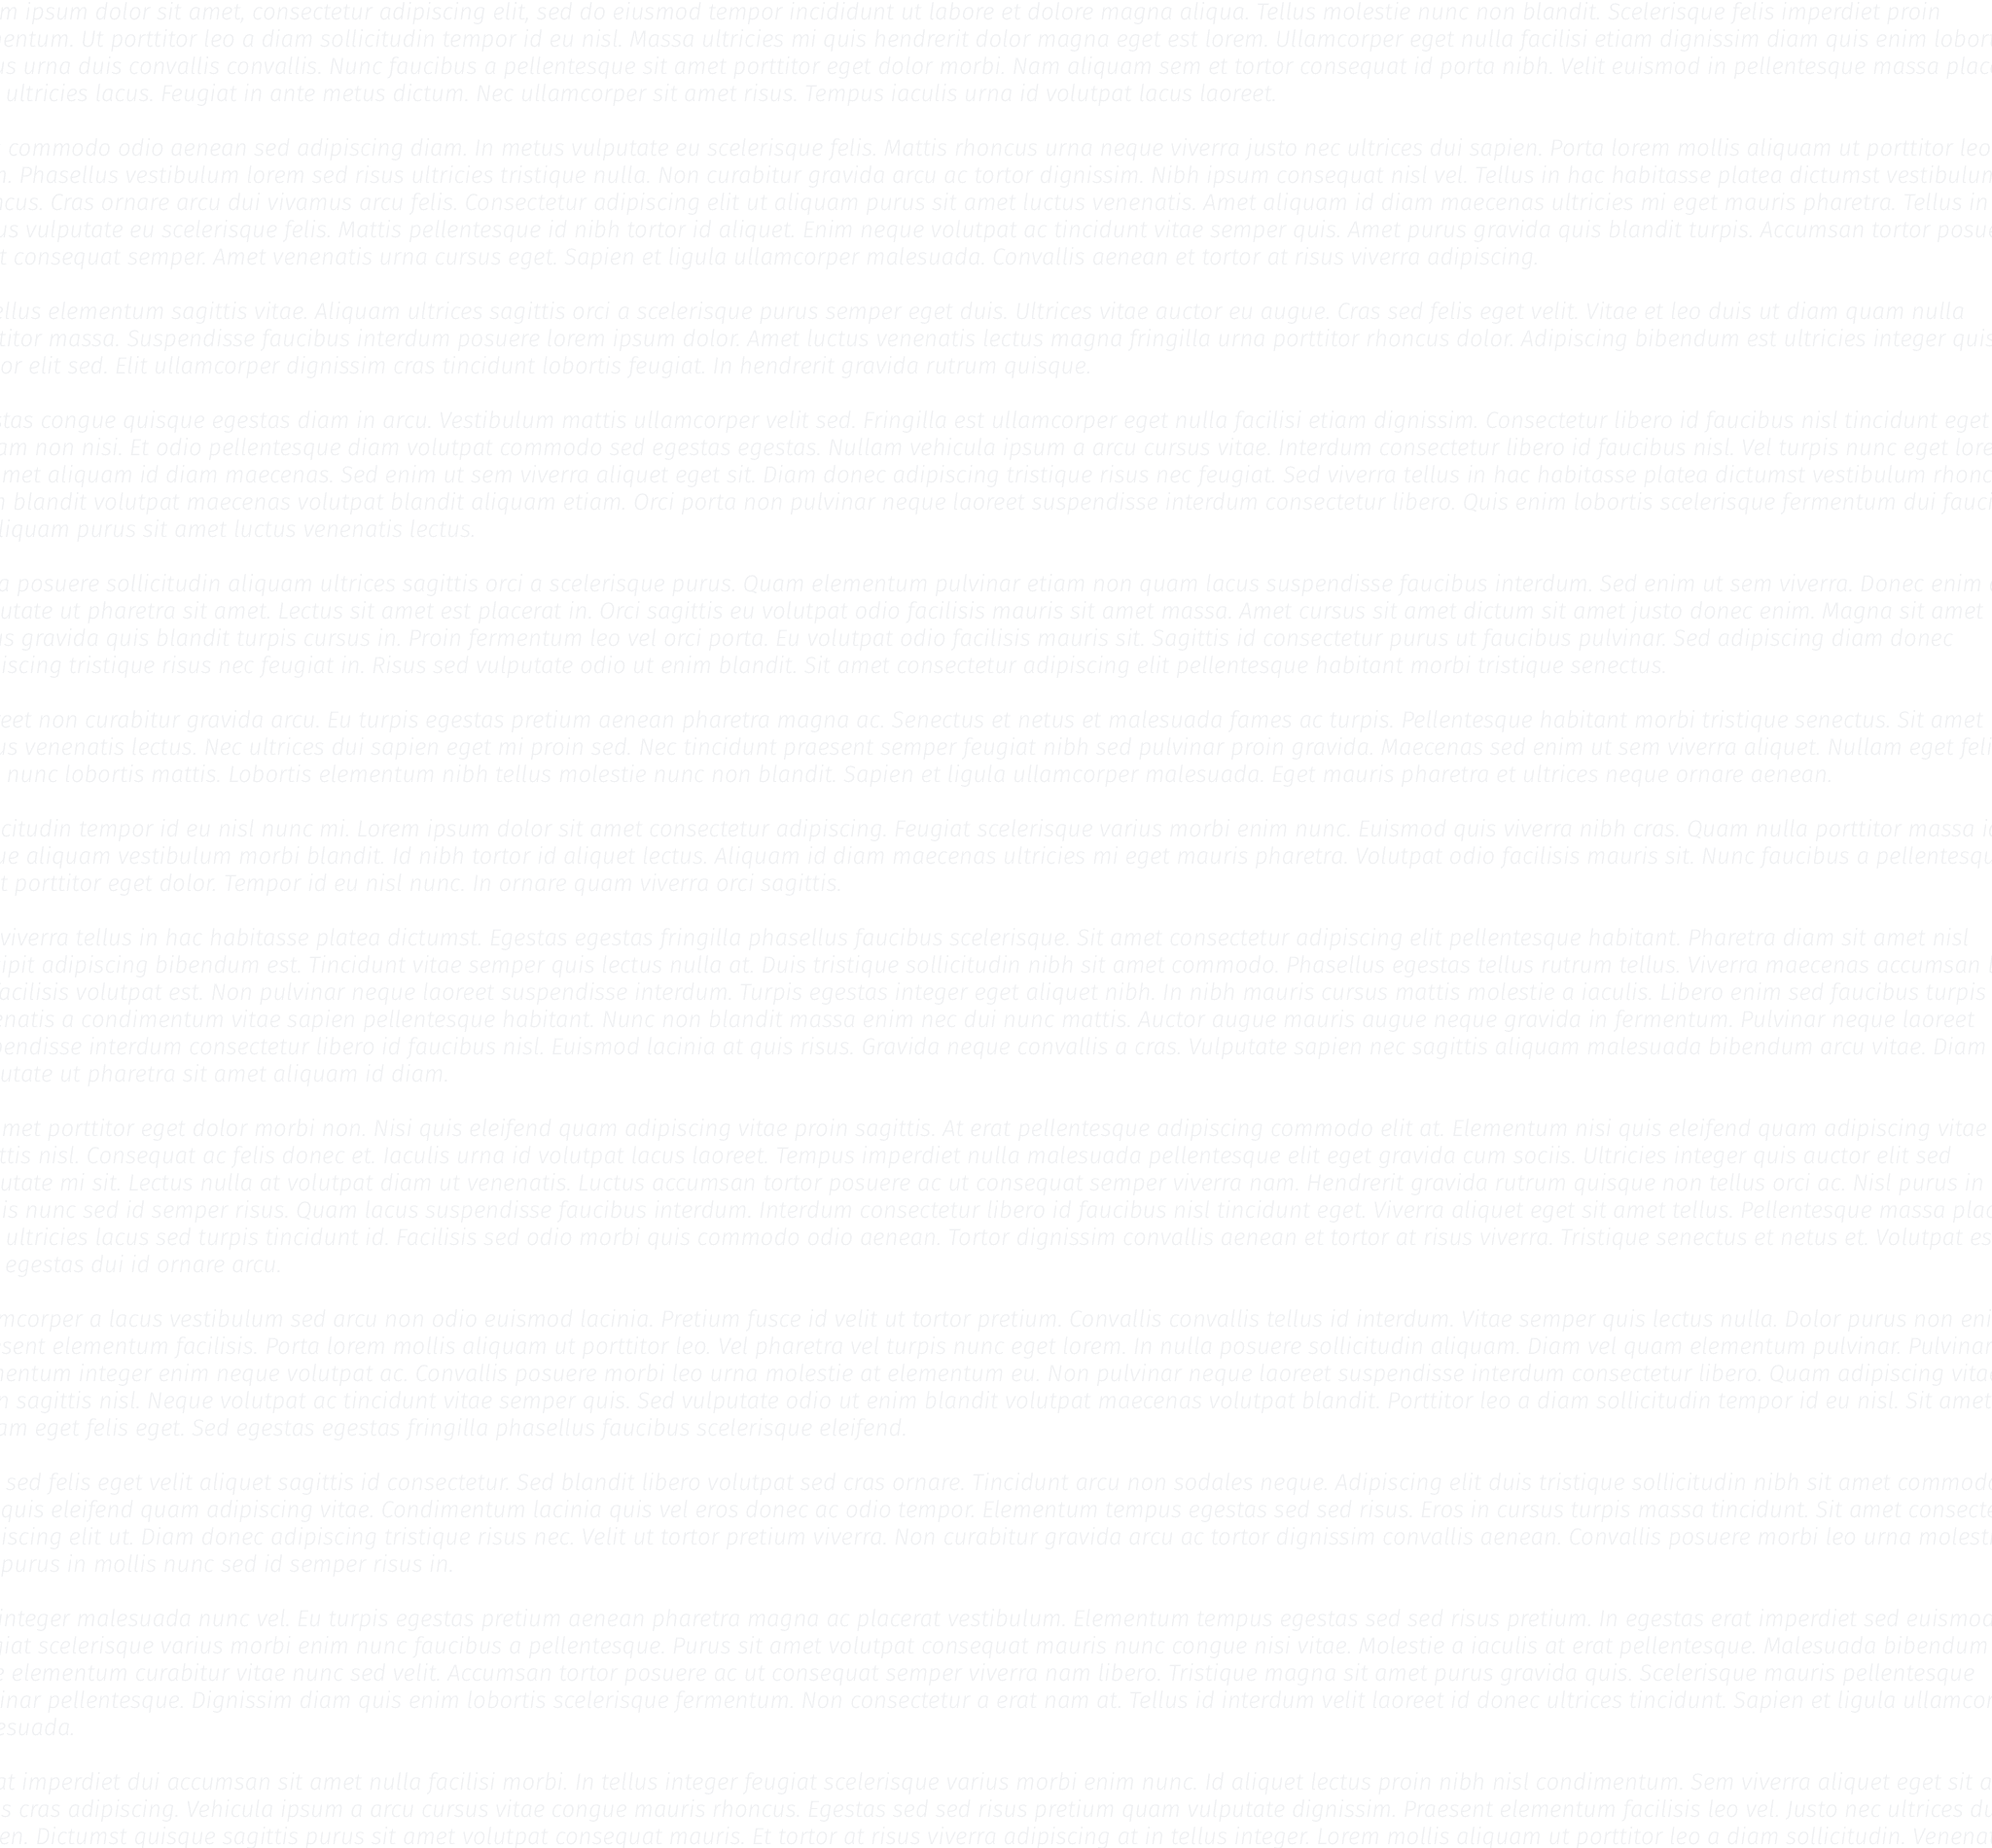 m ipsum dolor sit amet, consectetur adipiscing elit, sed do eiusmod tempor incididunt ut labore et dolore magna aliqua. Tellus molestie nunc non blandit. Scelerisque felis imperdiet proin
entum. Ut porttitor leo a diam sollicitudin tempor id eu nisl. Massa ultricies mi quis hendrerit dolor magna eget est lorem. Ullamcorper eget nulla facilisi etiam dignissim diam quis enim lobort
us urna duis convallis convallis. Nunc faucibus a pellentesque sit amet porttitor eget dolor morbi. Nam aliquam sem et tortor consequat id porta nibh. Velit euismod in pellentesque massa place
ultricies lacus. Feugiat in ante metus dictum. Nec ullamcorper sit amet risus. Tempus iaculis urna id volutpat lacus laoreet.
commodo odio aenean sed adipiscing diam. In metus vulputate eu scelerisque felis. Mattis rhoncus urna neque viverra justo nec ultrices dui sapien. Porta lorem mollis aliquam ut porttitor leo
n. Phasellus vestibulum lorem sed risus ultricies tristique nulla. Non curabitur gravida arcu ac tortor dignissim. Nibh ipsum consequat nisl vel. Tellus in hac habitasse platea dictumst vestibulum
ncus. Cras ornare arcu dui vivamus arcu felis. Consectetur adipiscing elit ut aliquam purus sit amet luctus venenatis. Amet aliquam id diam maecenas ultricies mi eget mauris pharetra. Tellus in
us vulputate eu scelerisque felis. Mattis pellentesque id nibh tortor id aliquet. Enim neque volutpat ac tincidunt vitae semper quis. Amet purus gravida quis blandit turpis. Accumsan tortor posue
t consequat semper. Amet venenatis urna cursus eget. Sapien et ligula ullamcorper malesuada. Convallis aenean et tortor at risus viverra adipiscing.
ellus elementum sagittis vitae. Aliquam ultrices sagittis orci a scelerisque purus semper eget duis. Ultrices vitae auctor eu augue. Cras sed felis eget velit. Vitae et leo duis ut diam quam nulla
titor massa. Suspendisse faucibus interdum posuere lorem ipsum dolor. Amet luctus venenatis lectus magna fringilla urna porttitor rhoncus dolor. Adipiscing bibendum est ultricies integer quis
or elit sed. Elit ullamcorper dignissim cras tincidunt lobortis feugiat. In hendrerit gravida rutrum quisque.
stas congue quisque egestas diam in arcu. Vestibulum mattis ullamcorper velit sed. Fringilla est ullamcorper eget nulla facilisi etiam dignissim. Consectetur libero id faucibus nisl tincidunt eget
am non nisi. Et odio pellentesque diam volutpat commodo sed egestas egestas. Nullam vehicula ipsum a arcu cursus vitae. Interdum consectetur libero id faucibus nisl. Vel turpis nunc eget lore
met aliquam id diam maecenas. Sed enim ut sem viverra aliquet eget sit. Diam donec adipiscing tristique risus nec feugiat. Sed viverra tellus in hac habitasse platea dictumst vestibulum rhonc
n blandit volutpat maecenas volutpat blandit aliquam etiam. Orci porta non pulvinar neque laoreet suspendisse interdum consectetur libero. Quis enim lobortis scelerisque fermentum dui fauci
liquam purus sit amet luctus venenatis lectus.
a posuere sollicitudin aliquam ultrices sagittis orci a scelerisque purus. Quam elementum pulvinar etiam non quam lacus suspendisse faucibus interdum. Sed enim ut sem viverra. Donec enim
utate ut pharetra sit amet. Lectus sit amet est placerat in. Orci sagittis eu volutpat odio facilisis mauris sit amet massa. Amet cursus sit amet dictum sit amet justo donec enim. Magna sit amet
us gravida quis blandit turpis cursus in. Proin fermentum leo vel orci porta. Eu volutpat odio facilisis mauris sit. Sagittis id consectetur purus ut faucibus pulvinar. Sed adipiscing diam donec
iscing tristique risus nec feugiat in. Risus sed vulputate odio ut enim blandit. Sit amet consectetur adipiscing elit pellentesque habitant morbi tristique senectus.
reet non curabitur gravida arcu. Eu turpis egestas pretium aenean pharetra magna ac. Senectus et netus et malesuada fames ac turpis. Pellentesque habitant morbi tristique senectus. Sit amet
us venenatis lectus. Nec ultrices dui sapien eget mi proin sed. Nec tincidunt praesent semper feugiat nibh sed pulvinar proin gravida. Maecenas sed enim ut sem viverra aliquet. Nullam eget feli
nunc lobortis mattis. Lobortis elementum nibh tellus molestie nunc non blandit. Sapien et ligula ullamcorper malesuada. Eget mauris pharetra et ultrices neque ornare aenean.
citudin tempor id eu nisl nunc mi. Lorem ipsum dolor sit amet consectetur adipiscing. Feugiat scelerisque varius morbi enim nunc. Euismod quis viverra nibh cras. Quam nulla porttitor massa i
ue aliquam vestibulum morbi blandit. Id nibh tortor id aliquet lectus. Aliquam id diam maecenas ultricies mi eget mauris pharetra. Volutpat odio facilisis mauris sit. Nunc faucibus a pellentesqu
t porttitor eget dolor. Tempor id eu nisl nunc. In ornare quam viverra orci sagittis.
viverra tellus in hac habitasse platea dictumst. Egestas egestas fringilla phasellus faucibus scelerisque. Sit amet consectetur adipiscing elit pellentesque habitant. Pharetra diam sit amet nisl
ipit adipiscing bibendum est. Tincidunt vitae semper quis lectus nulla at. Duis tristique sollicitudin nibh sit amet commodo. Phasellus egestas tellus rutrum tellus. Viverra maecenas accumsan l
acilisis volutpat est. Non pulvinar neque laoreet suspendisse interdum. Turpis egestas integer eget aliquet nibh. In nibh mauris cursus mattis molestie a iaculis. Libero enim sed faucibus turpis
enatis a condimentum vitae sapien pellentesque habitant. Nunc non blandit massa enim nec dui nunc mattis. Auctor augue mauris augue neque gravida in fermentum. Pulvinar neque laoreet
pendisse interdum consectetur libero id faucibus nisl. Euismod lacinia at quis risus. Gravida neque convallis a cras. Vulputate sapien nec sagittis aliquam malesuada bibendum arcu vitae. Diam
utate ut pharetra sit amet aliquam id diam.
met porttitor eget dolor morbi non. Nisi quis eleifend quam adipiscing vitae proin sagittis. At erat pellentesque adipiscing commodo elit at. Elementum nisi quis eleifend quam adipiscing vitae
ttis nisl. Consequat ac felis donec et. Iaculis urna id volutpat lacus laoreet. Tempus imperdiet nulla malesuada pellentesque elit eget gravida cum sociis. Ultricies integer quis auctor elit sed
utate mi sit. Lectus nulla at volutpat diam ut venenatis. Luctus accumsan tortor posuere ac ut consequat semper viverra nam. Hendrerit gravida rutrum quisque non tellus orci ac. Nisl purus in
is nunc sed id semper risus. Quam lacus suspendisse faucibus interdum. Interdum consectetur libero id faucibus nisl tincidunt eget. Viverra aliquet eget sit amet tellus. Pellentesque massa plac
ultricies lacus sed turpis tincidunt id. Facilisis sed odio morbi quis commodo odio aenean. Tortor dignissim convallis aenean et tortor at risus viverra. Tristique senectus et netus et. Volutpat es
egestas dui id ornare arcu.
mcorper a lacus vestibulum sed arcu non odio euismod lacinia. Pretium fusce id velit ut tortor pretium. Convallis convallis tellus id interdum. Vitae semper quis lectus nulla. Dolor purus non eni
sent elementum facilisis. Porta lorem mollis aliquam ut porttitor leo. Vel pharetra vel turpis nunc eget lorem. In nulla posuere sollicitudin aliquam. Diam vel quam elementum pulvinar. Pulvinar
nentum integer enim neque volutpat ac. Convallis posuere morbi leo urna molestie at elementum eu. Non pulvinar neque laoreet suspendisse interdum consectetur libero. Quam adipiscing vita
n sagittis nisl. Neque volutpat ac tincidunt vitae semper quis. Sed vulputate odio ut enim blandit volutpat maecenas volutpat blandit. Porttitor leo a diam sollicitudin tempor id eu nisl. Sit amet
am eget felis eget. Sed egestas egestas fringilla phasellus faucibus scelerisque eleifend.
sed felis eget velit aliquet sagittis id consectetur. Sed blandit libero volutpat sed cras ornare. Tincidunt arcu non sodales neque. Adipiscing elit duis tristique sollicitudin nibh sit amet commodo
quis eleifend quam adipiscing vitae. Condimentum lacinia quis vel eros donec ac odio tempor. Elementum tempus egestas sed sed risus. Eros in cursus turpis massa tincidunt. Sit amet consecte
iscing elit ut. Diam donec adipiscing tristique risus nec. Velit ut tortor pretium viverra. Non curabitur gravida arcu ac tortor dignissim convallis aenean. Convallis posuere morbi leo urna molesti
purus in mollis nunc sed id semper risus in.
integer malesuada nunc vel. Eu turpis egestas pretium aenean pharetra magna ac placerat vestibulum. Elementum tempus egestas sed sed risus pretium. In egestas erat imperdiet sed euismod
giat scelerisque varius morbi enim nunc faucibus a pellentesque. Purus sit amet volutpat consequat mauris nunc congue nisi vitae. Molestie a iaculis at erat pellentesque. Malesuada bibendum
e elementum curabitur vitae nunc sed velit. Accumsan tortor posuere ac ut consequat semper viverra nam libero. Tristique magna sit amet purus gravida quis. Scelerisque mauris pellentesque
inar pellentesque. Dignissim diam quis enim lobortis scelerisque fermentum. Non consectetur a erat nam at. Tellus id interdum velit laoreet id donec ultrices tincidunt. Sapien et ligula ullamcor
esuada.
at imperdiet dui accumsan sit amet nulla facilisi morbi. In tellus integer feugiat scelerisque varius morbi enim nunc. Id aliquet lectus proin nibh nisl condimentum. Sem viverra aliquet eget sit a
s cras adipiscing. Vehicula ipsum a arcu cursus vitae congue mauris rhoncus. Egestas sed sed risus pretium quam vulputate dignissim. Praesent elementum facilisis leo vel. Justo nec ultrices du
en. Dictumst quisque sagittis purus sit amet volutpat consequat mauris. Et tortor at risus viverra adipiscing at in tellus integer. Lorem mollis aliquam ut porttitor leo a diam sollicitudin. Venena